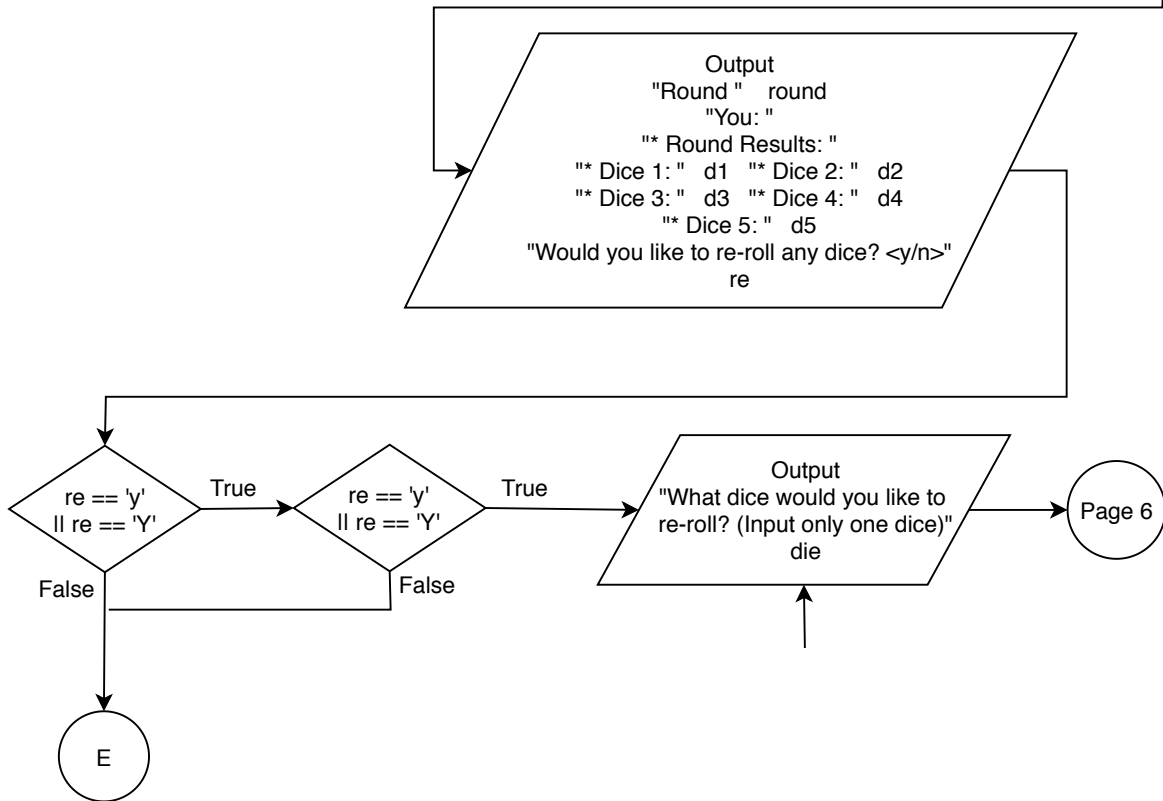 Output
"Round " round
"You: "
"* Round Results: "
"* Dice 1: " d1 "* Dice 2: " d2
"* Dice 3: " d3 "* Dice 4: " d4
"* Dice 5: " d5
"Would you like to re-roll any dice? <y/n>"
re
re == 'y'
|| re == 'Y'
True
False
re == 'y'
|| re == 'Y'
True
False
Output
"What dice would you like to
re-roll? (Input only one dice)"
die
Page 6
E